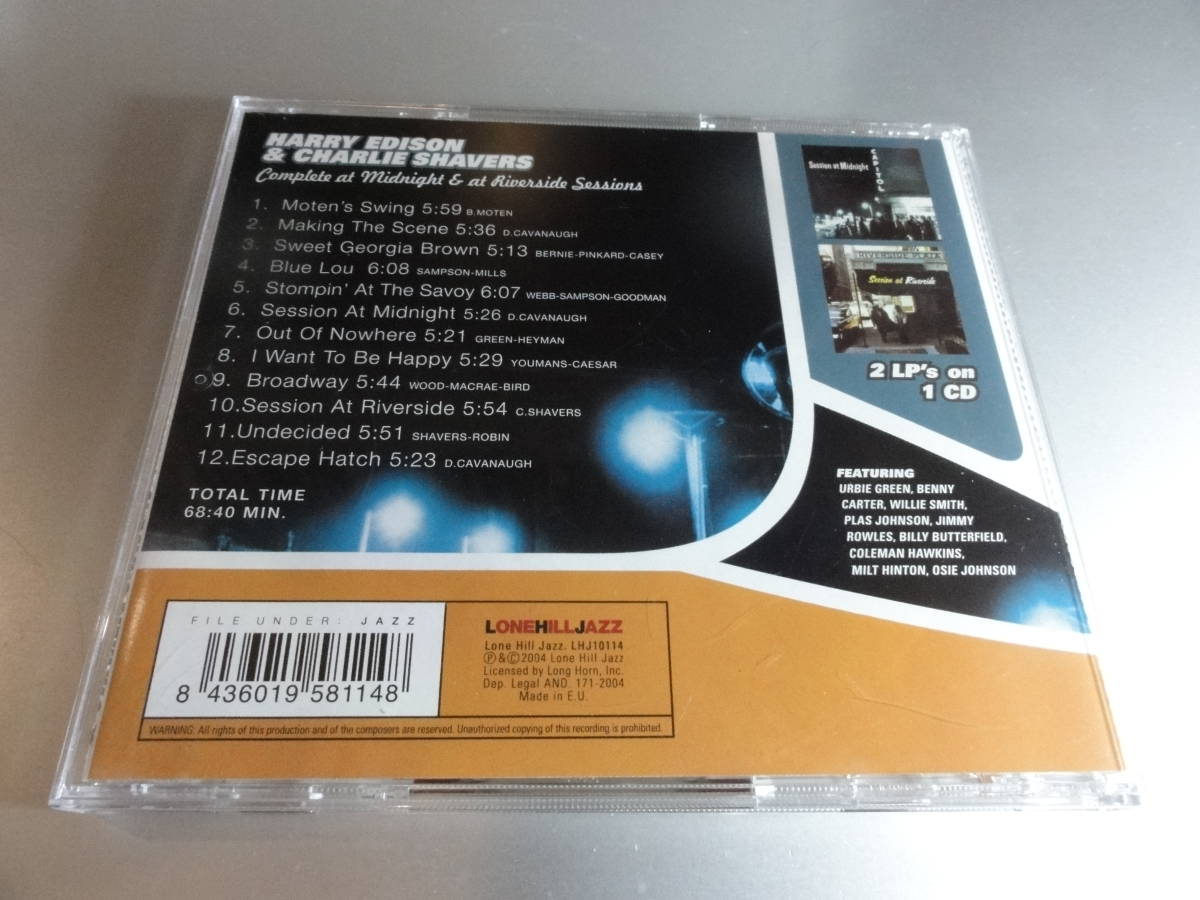 HARRY EDISON
& CHARLIE SHAVERS
Complete at Midnight & at Riverside Sessions
1. Moten's Swing 5:59 B.MOTEN
2. Making The Scene 5:36 D.CAVANAUGH
3. Sweet Georgia Brown 5:13 BERNIE-PINKARD-CASEY
4. Blue Lou 6:08 SAMPSON-MILLS
5. Stompin' At The Savoy 6:07 WEBB-SAMPSON-GOODMAN
6. Session At Midnight 5:26 D.CAVANAUGH
7. Out Of Nowhere 5:21 GREEN-HEYMAN
8. I Want To Be Happy 5:29 YOUMANS-CAESAR
9. Broadway 5:44 WOOD-MACRAE-BIRD
10.Session At Riverside 5:54 C.SHAVERS
11.Undecided 5:51 SHAVERS-ROBIN
12.Escape Hatch 5:23 D.CAVANAUGH
TOTAL TIME
68:40 MIN.
Session at Midnight
CAPITOL
RIVERSIDE PLAZA
Session at Riverside
2 LP's on
1 CD
FEATURING
URBIE GREEN, BENNY
CARTER, WILLIE SMITH,
PLAS JOHNSON, JIMMY
ROWLES, BILLY BUTTERFIELD,
COLEMAN HAWKINS,
MILT HINTON, OSIE JOHNSON
FILE UNDER: JAZZ
8 436019 581148
LONEHILLJAZZ
Lone Hill Jazz. LHJ10114
Ⓟ&©2004 Lone Hill Jazz
Licensed by Long Horn, Inc.
Dep. Legal AND. 171-2004
Made in E.U.
WARNING: All rights of this production and of the composers are reserved. Unauthorized copying of this recording is prohibited.